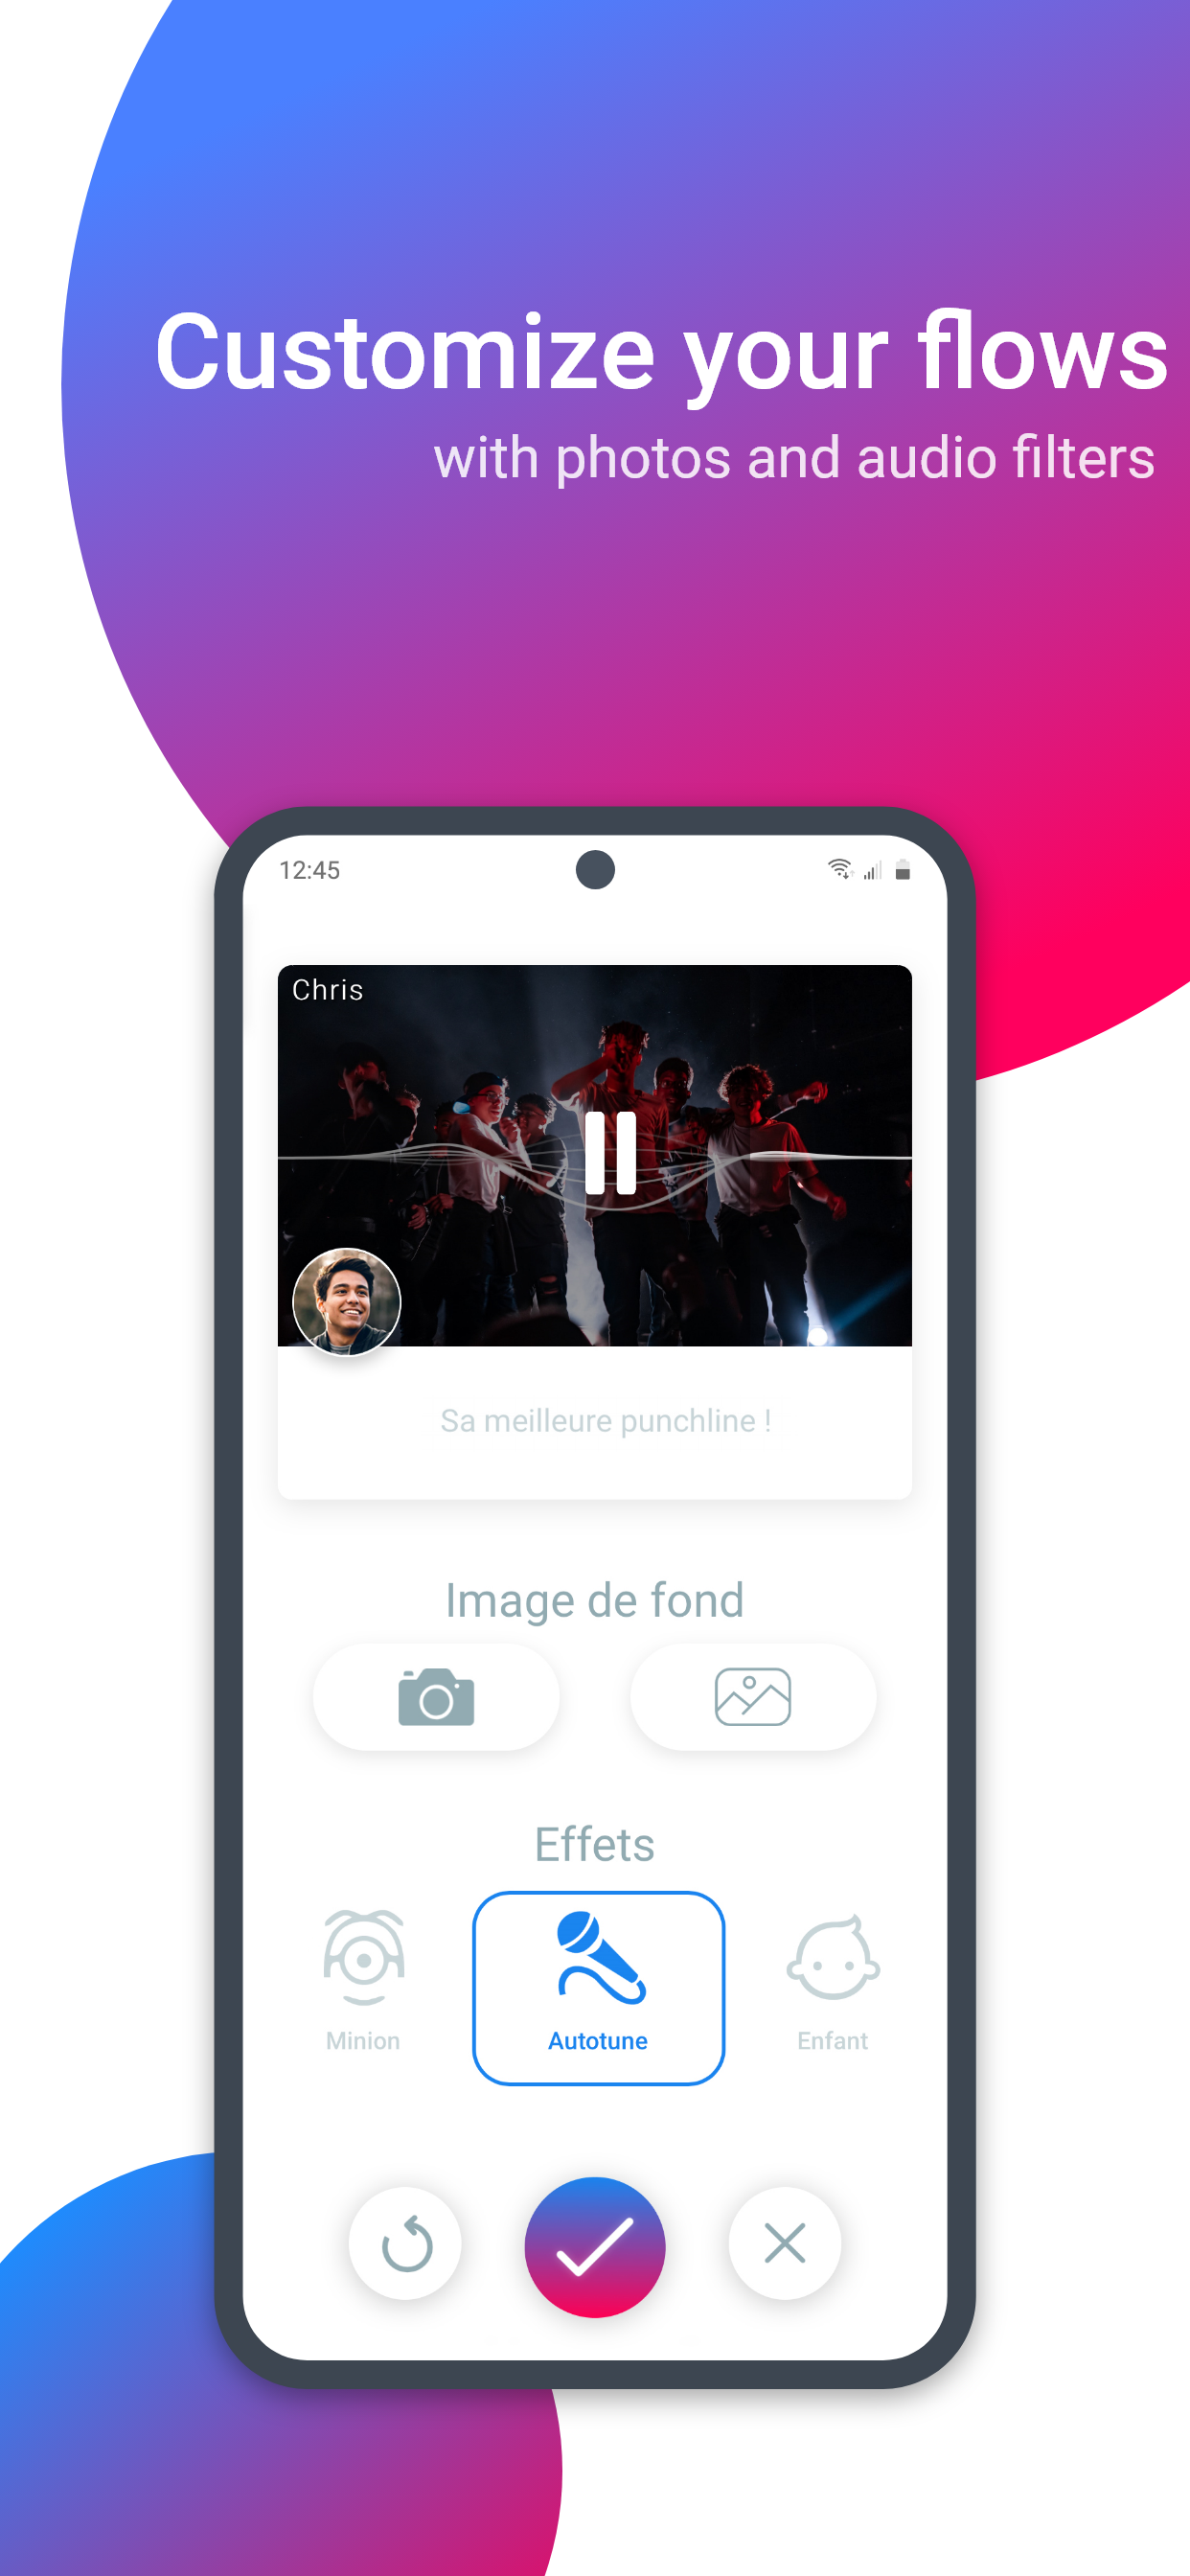 Customize your flows
with photos and audio filters
12:45
Chris
Sa meilleure punchline !
Image de fond
Effets
Minion
Autotune
Enfant